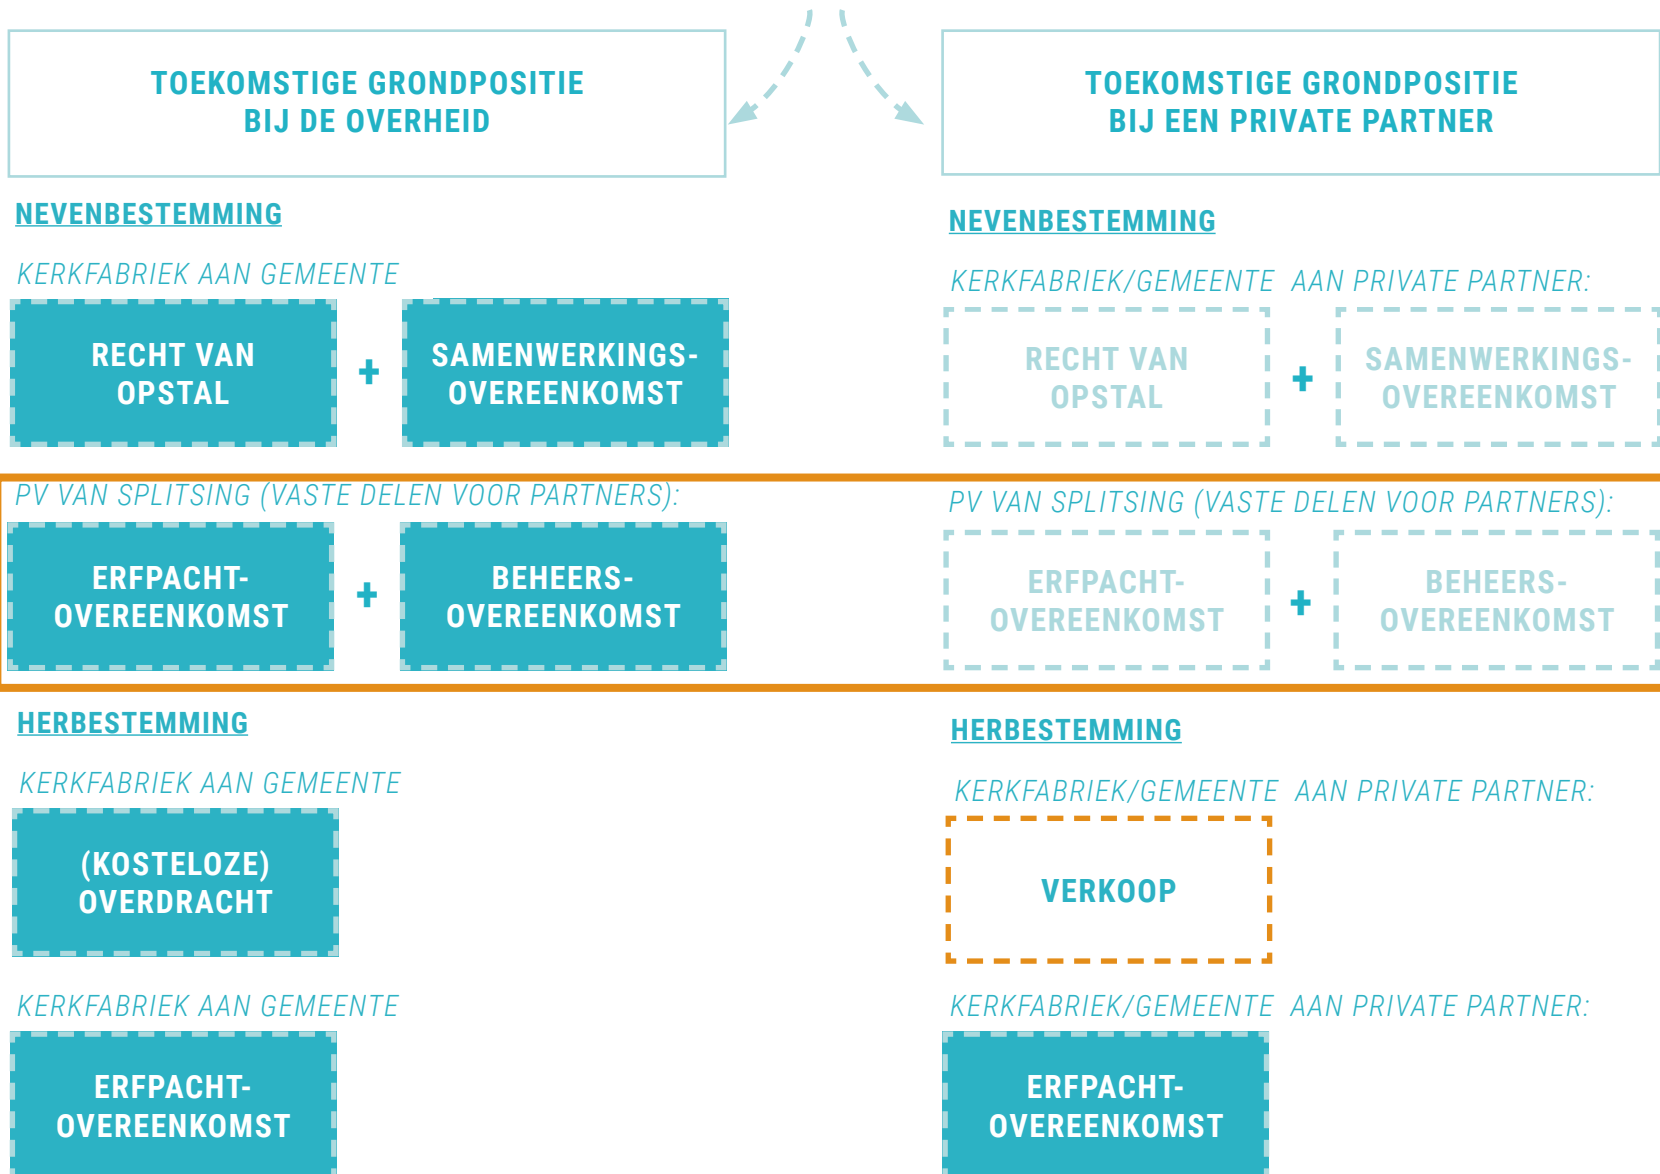 TOEKOMSTIGE GRONDPOSITIE
BIJ DE OVERHEID
NEVENBESTEMMING
KERKFABRIEK AAN GEMEENTE
RECHT VAN
OPSTAL
+
SAMENWERKINGS-
OVEREENKOMST
PV VAN SPLITSING (VASTE DELEN VOOR PARTNERS):
ERFPACHT-
OVEREENKOMST
+
BEHEERS-
OVEREENKOMST
HERBESTEMMING
KERKFABRIEK AAN GEMEENTE
(KOSTELOZE)
OVERDRACHT
KERKFABRIEK AAN GEMEENTE
ERFPACHT-
OVEREENKOMST
TOEKOMSTIGE GRONDPOSITIE
BIJ EEN PRIVATE PARTNER
NEVENBESTEMMING
KERKFABRIEK/GEMEENTE AAN PRIVATE PARTNER:
RECHT VAN
OPSTAL
+
SAMENWERKINGS-
OVEREENKOMST
PV VAN SPLITSING (VASTE DELEN VOOR PARTNERS):
ERFPACHT-
OVEREENKOMST
+
BEHEERS-
OVEREENKOMST
HERBESTEMMING
KERKFABRIEK/GEMEENTE AAN PRIVATE PARTNER:
VERKOOP
KERKFABRIEK/GEMEENTE AAN PRIVATE PARTNER:
ERFPACHT-
OVEREENKOMST